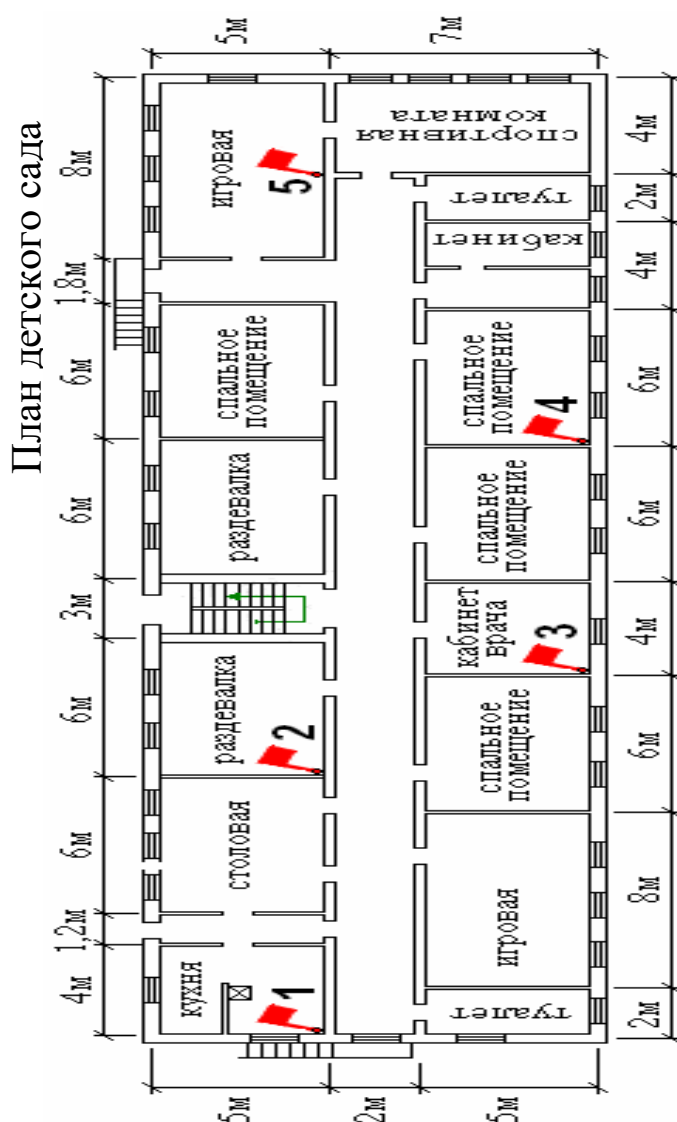 План детского сада
4м
1,2м
6м
6м
3м
6м
6м
1,8м
8м
5м
2м
5м
кухня
1
столовая
раздевалка
2
раздевалка
спальное
помещение
игровая
5
5м
7м
туалет
игровая
спальное
помещение
кабинет
врача
3
спальное
помещение
спальное
помещение
4
кабинет
туалет
спортивная
комната
2м
8м
6м
4м
6м
6м
4м
2м
4м